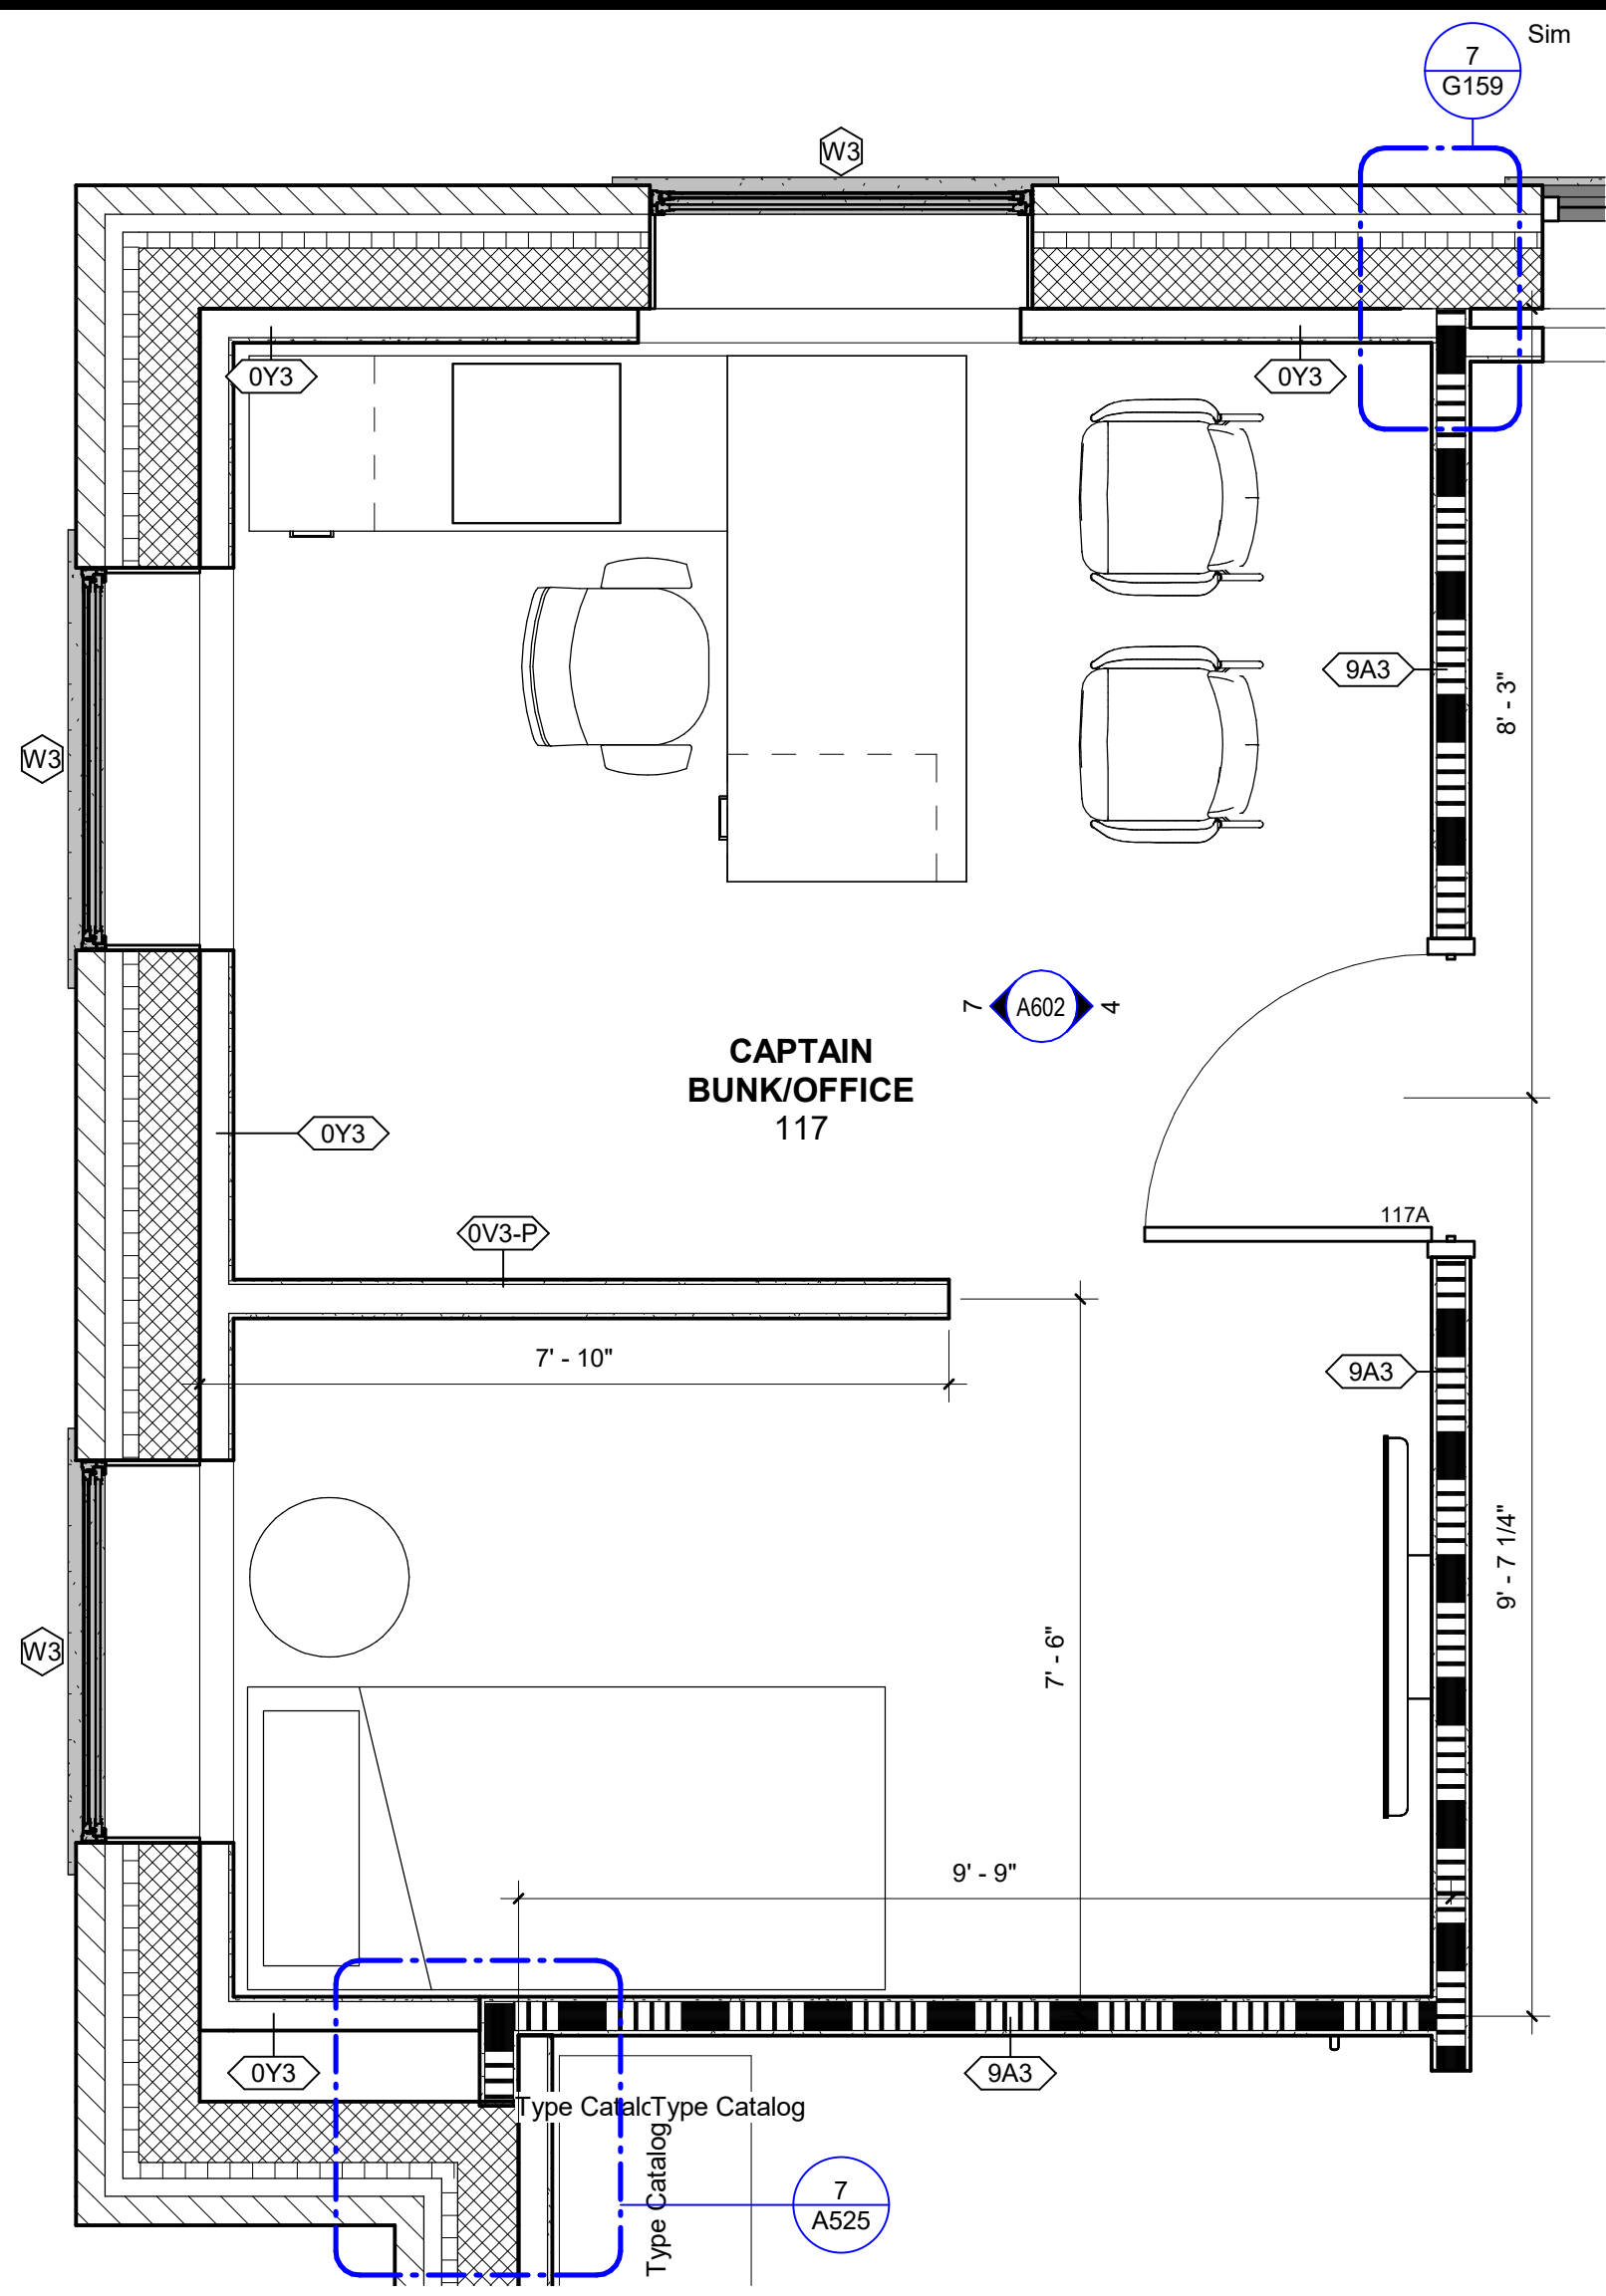 Sim
7
G159
W3
0Y3
0Y3
9A3
8' - 3"
W3
7
A602
4
CAPTAIN
BUNK/OFFICE
117
0Y3
117A
0V3-P
7' - 10"
9A3
9' - 7 1/4"
7' - 6"
W3
9' - 9"
0Y3
9A3
Type Catalo
Type Catalog
Type Catalog
7
A525